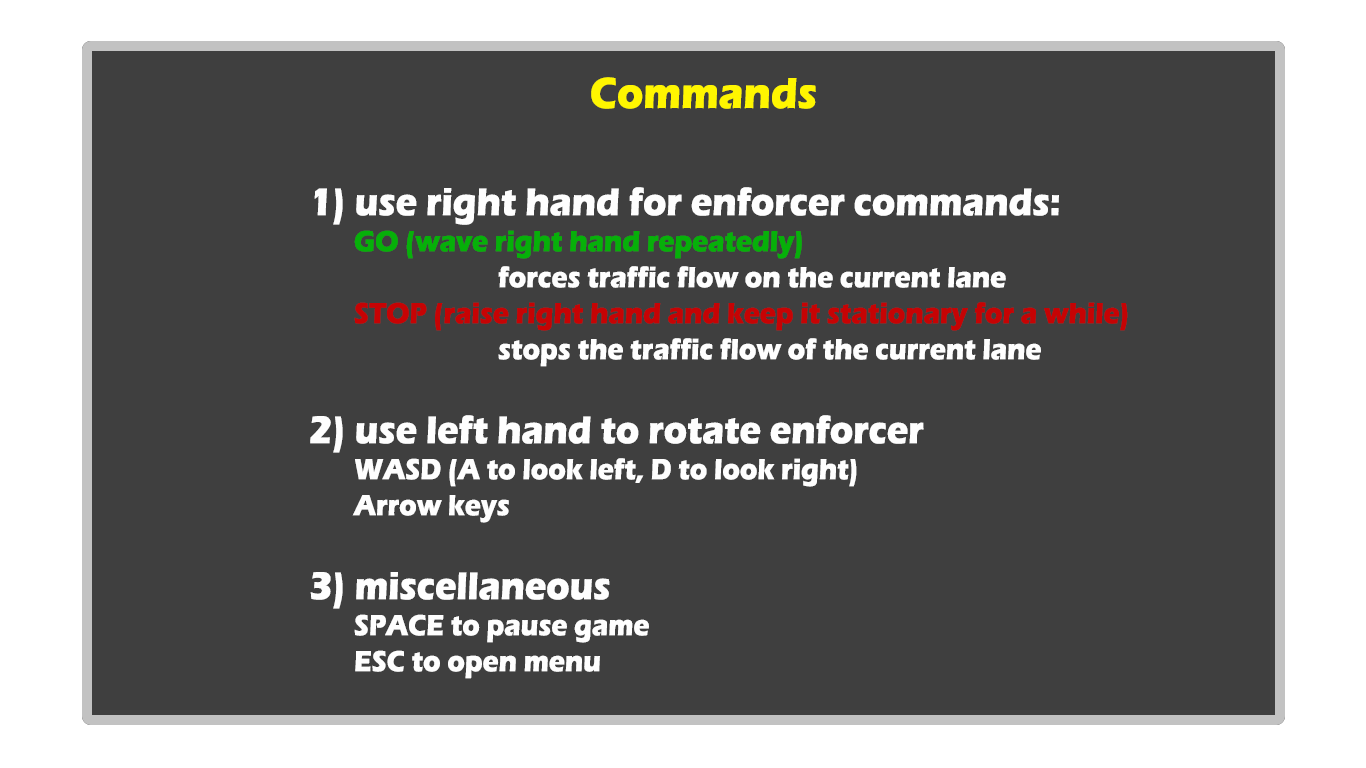 Commands
1) use right hand for enforcer commands:
GO (wave right hand repeatedly)
forces traffic flow on the current lane
STOP (raise right hand and keep it stationary for a while)
stops the traffic flow of the current lane
2) use left hand to rotate enforcer
WASD (A to look left, D to look right)
Arrow keys
3) miscellaneous
SPACE to pause game
ESC to open menu